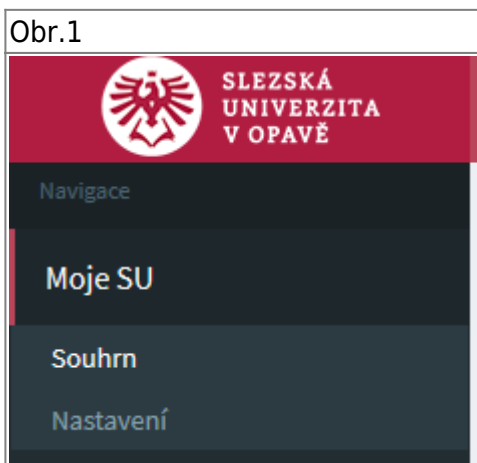 Obr.1
SLEZSKÁ
UNIVERZITA
V OPAVĚ
Navigace
Moje SU
Souhrn
Nastavení